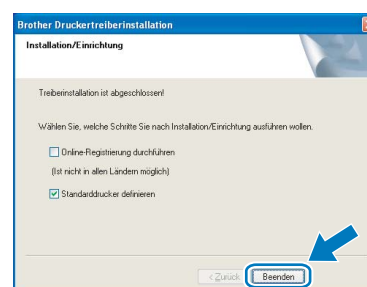 Brother Druckertreiberinstallation
Installation/Einrichtung
Treiberinstallation ist abgeschlossen!
Wählen Sie, welche Schritte Sie nach Installation/Einrichtung ausführen wollen.
Online-Registrierung durchführen
(Ist nicht in allen Ländern möglich)
Standarddrucker definieren
< Zurück
Beenden